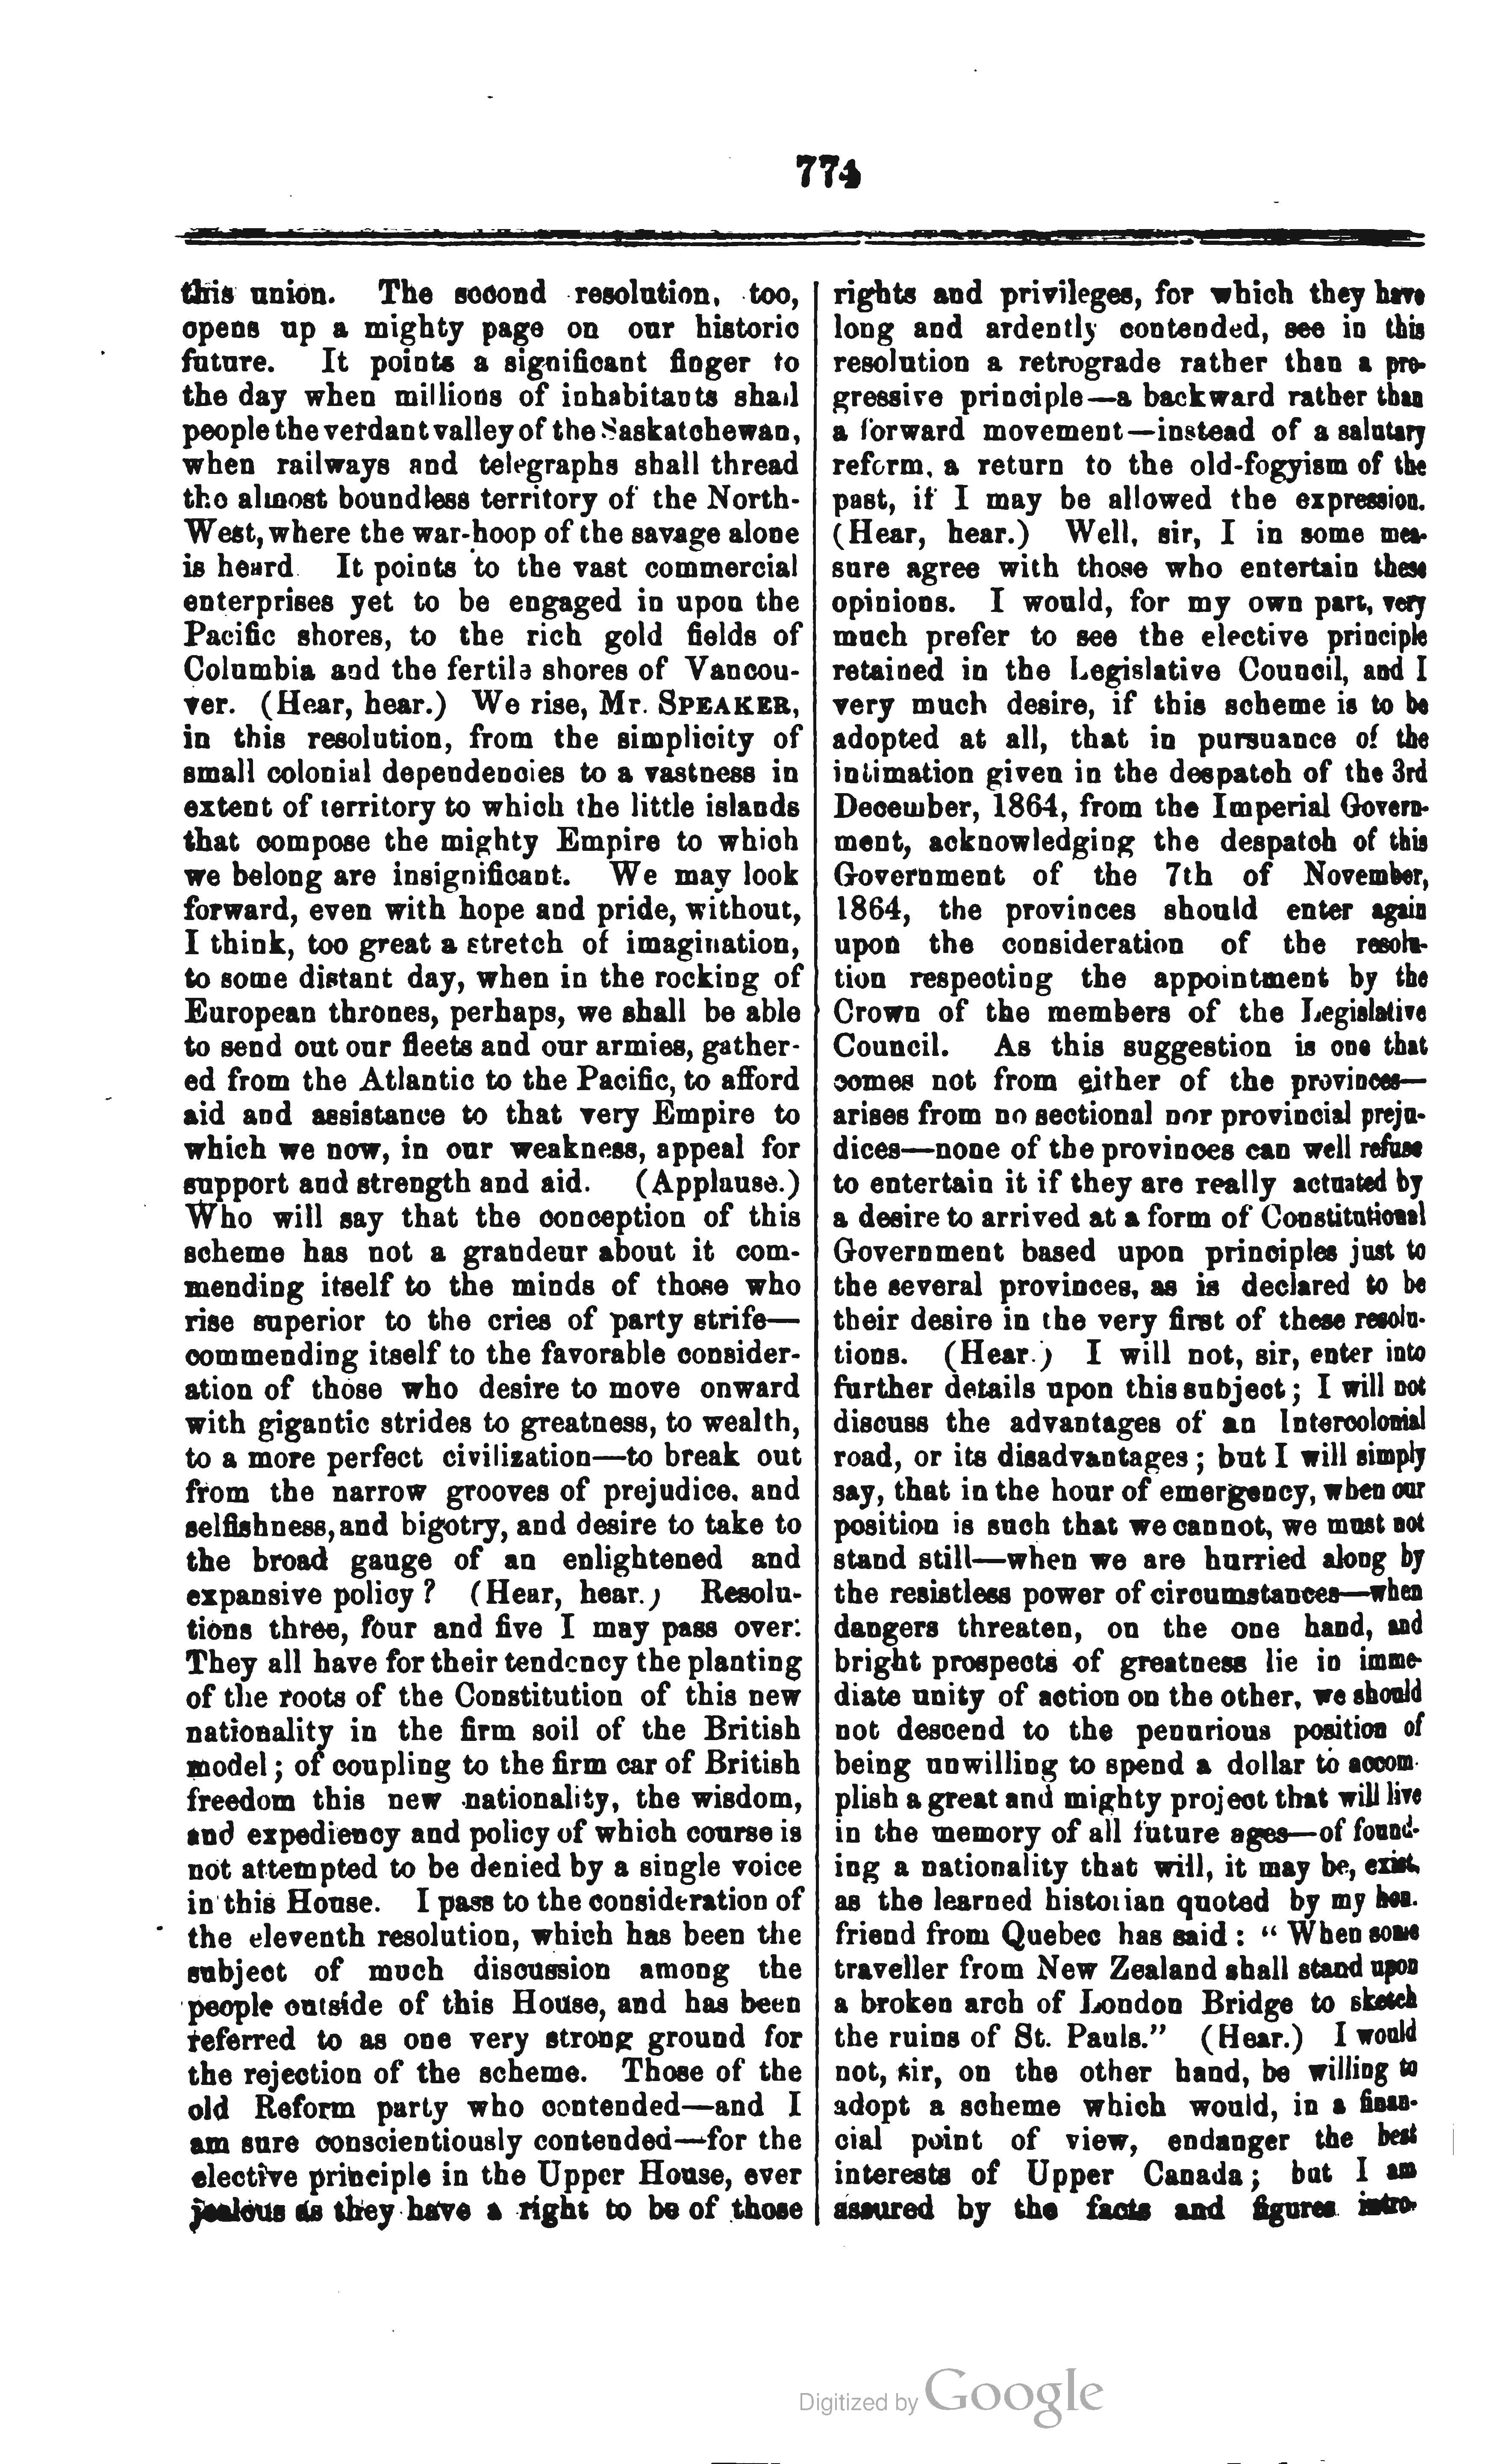 774
this union. The second resolution, too,
opens up a mighty page on our historic
future. It points a significant finger to
the day when millions of inhabitants shall
people the verdant valley of the Saskatchewan,
when railways and telegraphs shall thread
the almost boundless territory of the North-
West, where the war-hoop of the savage alone
is heard. It points to the vast commercial
enterprises yet to be engaged in upon the
Pacific shores, to the rich gold fields of
Columbia and the fertile shores of Vancou-
ver. (Hear, hear.) We rise, Mr. SPEAKER,
in this resolution, from the simplicity of
small colonial dependencies to a vastness in
extent of territory to which the little islands
that compose the mighty Empire to which
we belong are insignificant. We may look
forward, even with hope and pride, without,
I think, too great a stretch of imagination,
to some distant day, when in the rocking of
European thrones, perhaps, we shall be able
to send out our fleets and our armies, gather-
ed from the Atlantic to the Pacific, to afford
aid and assistance to that very Empire to
which we now, in our weakness, appeal for
support and strength and aid. (Applause.)
Who will say that the conception of this
scheme has not a grandeur about it com-
mending itself to the minds of those who
rise superior to the cries of party strife—
commending itself to the favorable consider-
ation of those who desire to move onward
with gigantic strides to greatness, to wealth,
to a more perfect civilization—to break out
from the narrow grooves of prejudice, and
selfishness, and bigotry, and desire to take to
the broad gauge of an enlightened and
expansive policy? (Hear, hear.) Resolu-
tions three, four and five I may pass over:
They all have for their tendency the planting
of the roots of the Constitution of this new
nationality in the firm soil of the British
model; of coupling to the firm car of British
freedom this new nationality, the wisdom,
and expediency and policy of which course is
not attempted to be denied by a single voice
in this House. I pass to the consideration of
the eleventh resolution, which has been the
subject of much discussion among the
people outside of this House, and has been
referred to as one very strong ground for
the rejection of the scheme. Those of the
old Reform party who contended—and I
am sure conscientiously contended—for the
elective principle in the Upper House, ever
jealous as they have a right to be of those
rights and privileges, for which they have
long and ardently contended, see in this
resolution a retrograde rather than a pro-
gressive principle—a backward rather than
a forward movement—instead of a salutary
reform, a return to the old-fogyism of the
past, if I may be allowed the expression.
(Hear, hear.) Well, sir, I in some mea-
sure agree with those who entertain these
opinions. I would, for my own part, very
much prefer to see the elective principle
retained in the Legislative Council, and I
very much desire, if this scheme is to be
adopted at all, that in pursuance of the
intimation given in the despatch of the 3rd
December, 1864, from the Imperial Govern-
ment, acknowledging the despatch of this
Government of the 7th of November,
1864, the provinces should enter again
upon the consideration of the resolu-
tion respecting the appointment by the
Crown of the members of the Legislative
Council. As this suggestion is one that
comes not from either of the provinces—
arises from no sectional nor provincial preju-
dices—none of the provinces can well refuse
to entertain it if they are really actuated by
a desire to arrived at a form of Constitutional
Government based upon principles just to
the several provinces, as is declared to be
their desire in the very first of these resolu-
tions. (Hear.) I will not, sir, enter into
further details upon this subject; I will not
discuss the advantages of an Intercolonial
road, or its disadvantages; but I will simply
say, that in the hour of emergency, when our
position is such that we cannot, we must not
stand still—when we are hurried along by
the resistless power of circumstances—when
dangers threaten, on the one hand, and
bright prospects of greatness lie in imme-
diate unity of action on the other, we should
not descend to the penurious position of
being unwilling to spend a dollar to accom-
plish a great and mighty project that will live
in the memory of all future ages—of found-
ing a nationality that will, it may be, exist,
as the learned historian quoted by my hon.
friend from Quebec has said: "When some
traveller from New Zealand shall stand upon
a broken arch of London Bridge to sketch
the ruins of St. Pauls." (Hear.) I would
not, sir, on the other hand, be willing to
adopt a scheme which would, in a finan-
cial point of view, endanger the best
interests of Upper Canada; but I am
assured by the facts and figures intro-
Digitized by Google